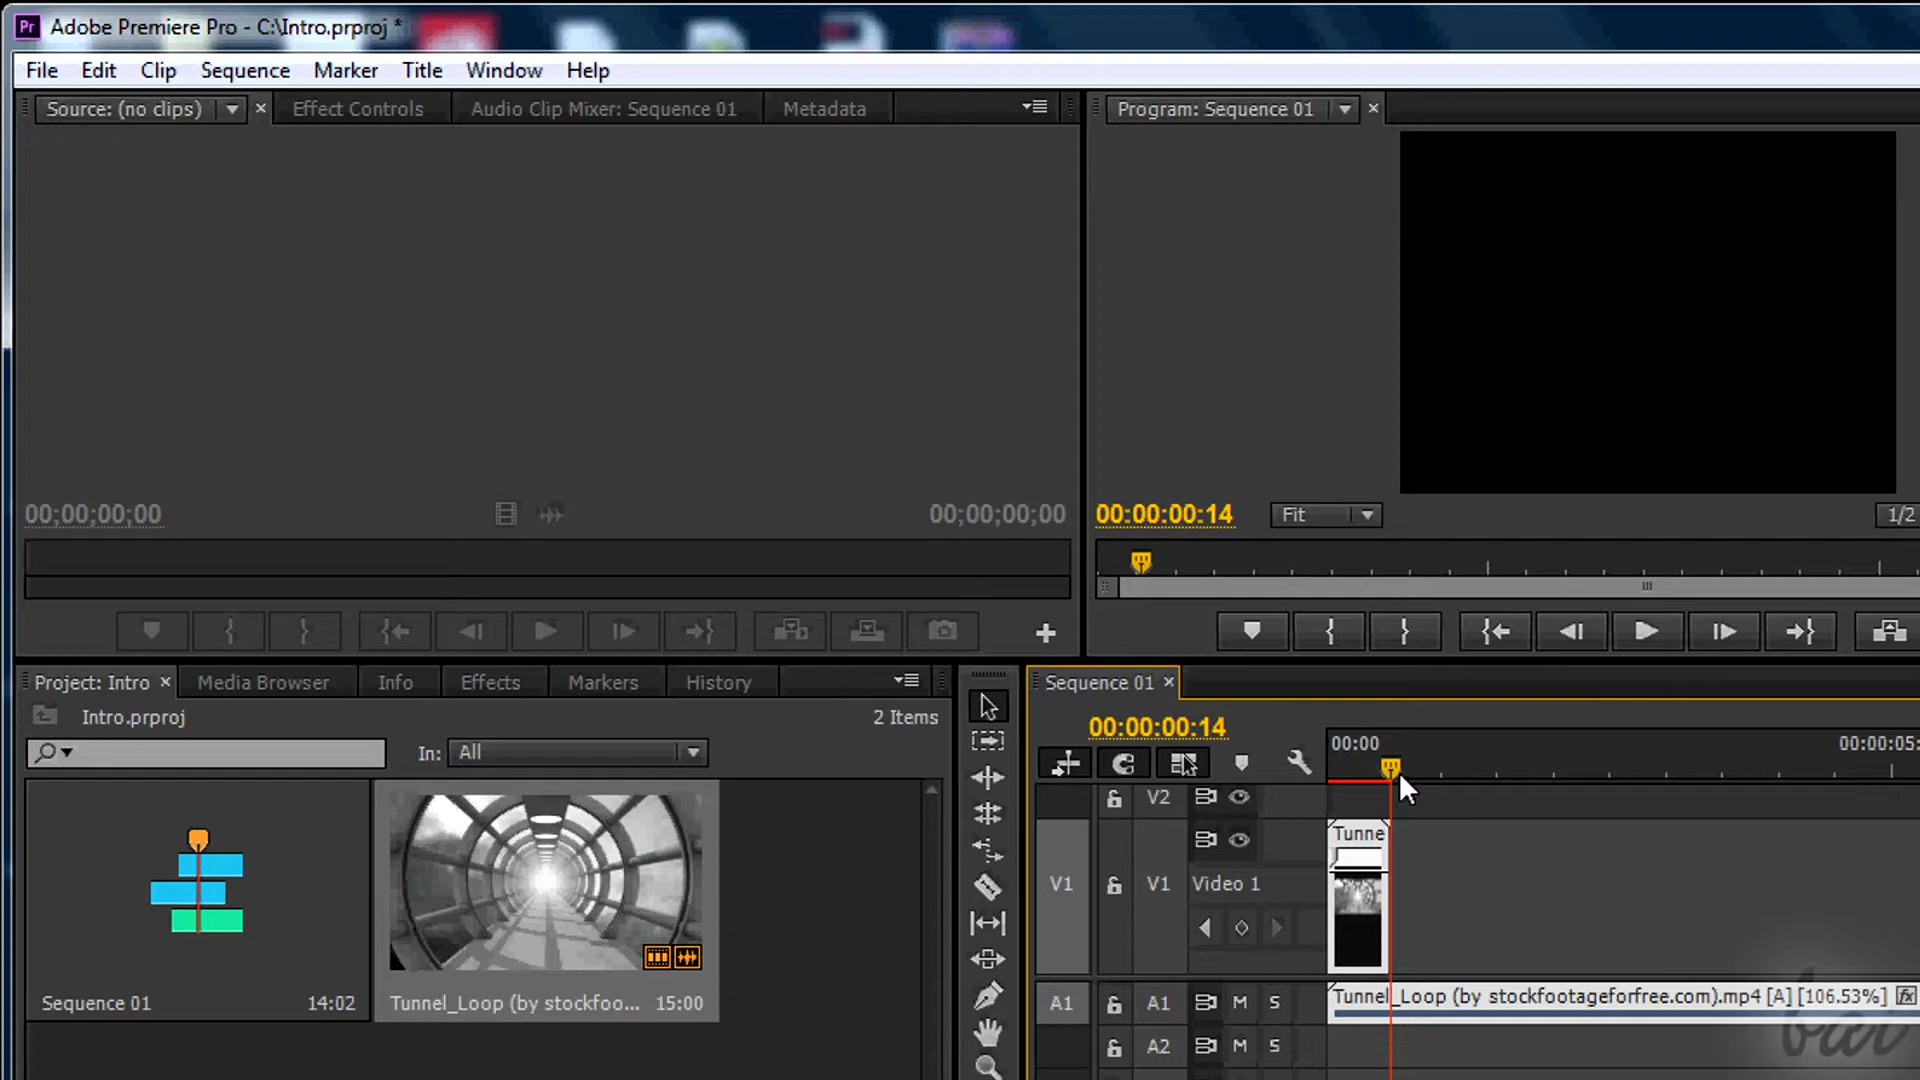 Pr Adobe Premiere Pro - C:\Intro.prproj *
File Edit Clip Sequence Marker Title Window Help
Source: (no clips) × Effect Controls Audio Clip Mixer: Sequence 01 Metadata
Program: Sequence 01 ×
00;00;00;00 00;00;00;00
00:00:00:14 Fit 1/2
Project: Intro × Media Browser Info Effects Markers History
Intro.prproj 2 Items
In: All
Sequence 01 14:02
Tunnel_Loop (by stockfoo... 15:00
Sequence 01 ×
00:00:00:14
00:00 00:00:05:
V2
Tunne
V1 V1 Video 1
A1 A1 M S
Tunnel_Loop (by stockfootageforfree.com).mp4 [A] [106.53%] fx
A2 M S